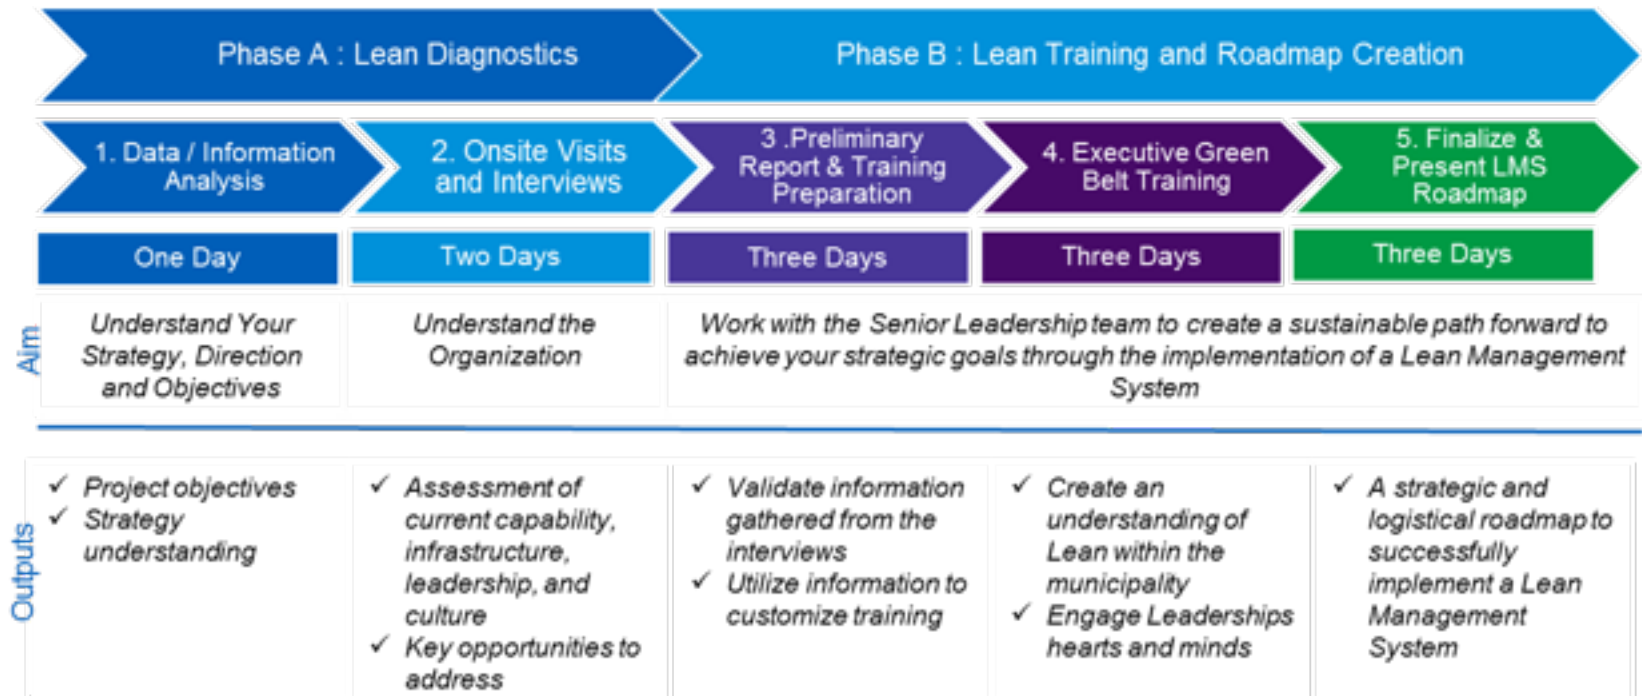 Phase A : Lean Diagnostics
Phase B : Lean Training and Roadmap Creation
1. Data / Information
Analysis
2. Onsite Visits
and Interviews
3 .Preliminary
Report & Training
Preparation
4. Executive Green
Belt Training
5. Finalize &
Present LMS
Roadmap
One Day
Two Days
Three Days
Three Days
Three Days
Aim
Understand Your
Strategy, Direction
and Objectives
Understand the
Organization
Work with the Senior Leadership team to create a sustainable path forward to
achieve your strategic goals through the implementation of a Lean Management
System
Outputs
✓ Project objectives
✓ Strategy
understanding
✓ Assessment of
current capability,
infrastructure,
leadership, and
culture
✓ Key opportunities to
address
✓ Validate information
gathered from the
interviews
✓ Utilize information to
customize training
✓ Create an
understanding of
Lean within the
municipality
✓ Engage Leaderships
hearts and minds
✓ A strategic and
logistical roadmap to
successfully
implement a Lean
Management
System